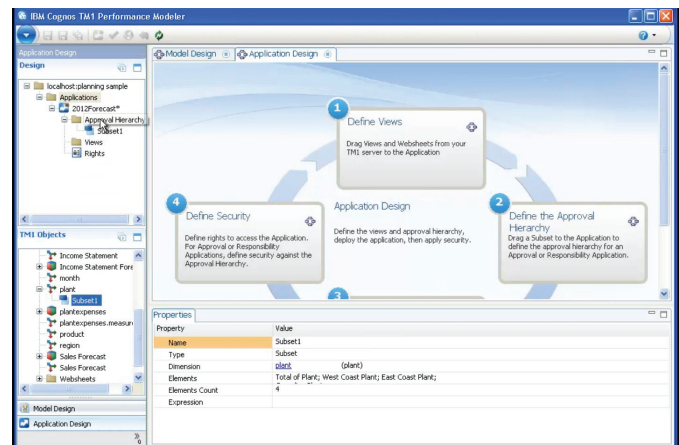 IBM Cognos TM1 Performance Modeler
Application Design
Design
localhost:planning sample
Applications
2012Forecast*
Approval Hierarchy
Subset1
Views
Rights
TM1 Objects
Income Statement
Income Statement Fore
month
plant
Subset1
plantexpenses
plantexpenses.measure
product
region
Sales Forecast
Sales Forecast
Websheets
Model Design
Application Design
Model Design
Application Design
1
Define Views
Drag Views and Websheets from your
TM1 server to the Application
4
Define Security
Define rights to access the Application.
For Approval or Responsibility
Applications, define security against the
Approval Hierarchy.
Application Design
Define the views and approval hierarchy,
deploy the application, then apply security.
2
Define the Approval
Hierarchy
Drag a Subset to the Application to
define the approval hierarchy for an
Approval or Responsibility Application.
3
Properties
Property Value
Name Subset1
Type Subset
Dimension plant (plant)
Elements Total of Plant; West Coast Plant; East Coast Plant;
Elements Count 4
Expression